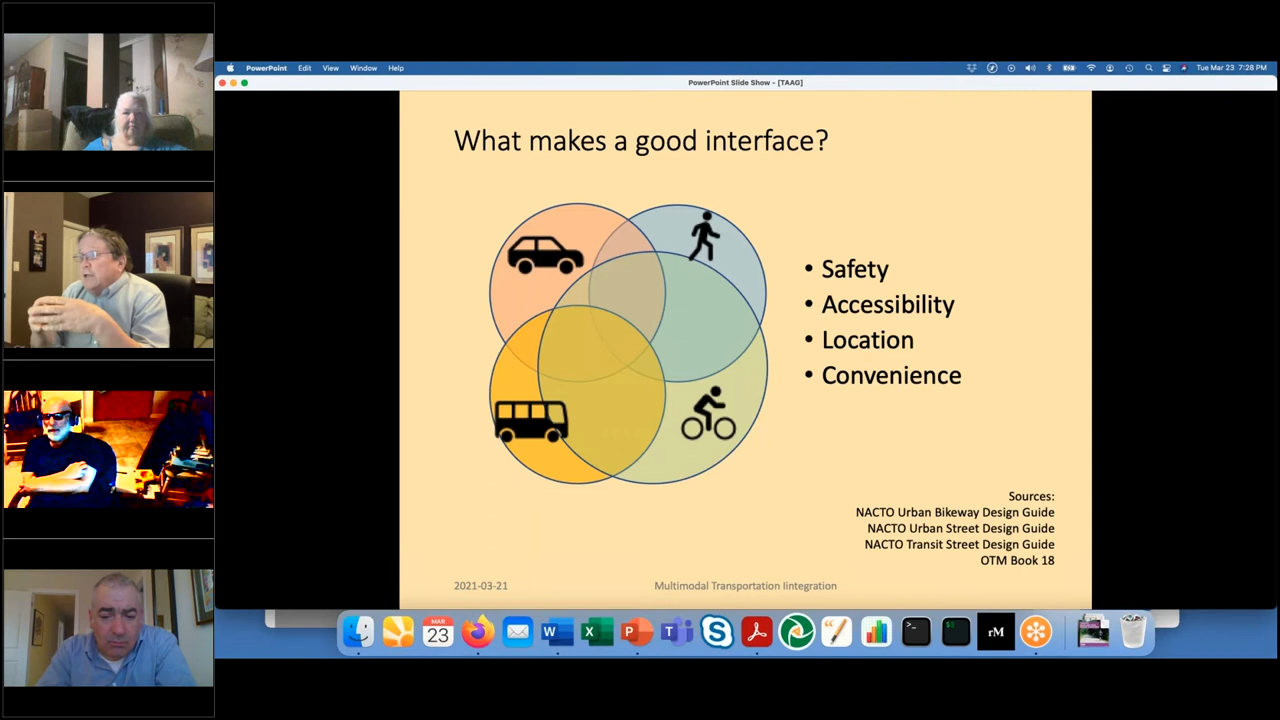 PowerPoint Edit View Window Help
Tue Mar 23 7:28 PM
PowerPoint Slide Show - [TAAG]
What makes a good interface?
• Safety
• Accessibility
• Location
• Convenience
Sources:
NACTO Urban Bikeway Design Guide
NACTO Urban Street Design Guide
NACTO Transit Street Design Guide
OTM Book 18
2021-03-21
Multimodal Transportation Iintegration
MAR
23
W
X
P
T
S
>_
$
rM